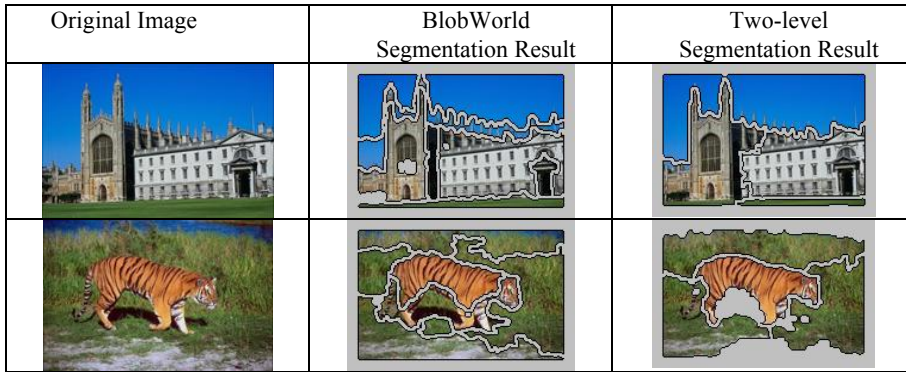 Original Image
BlobWorld
Segmentation Result
Two-level
Segmentation Result